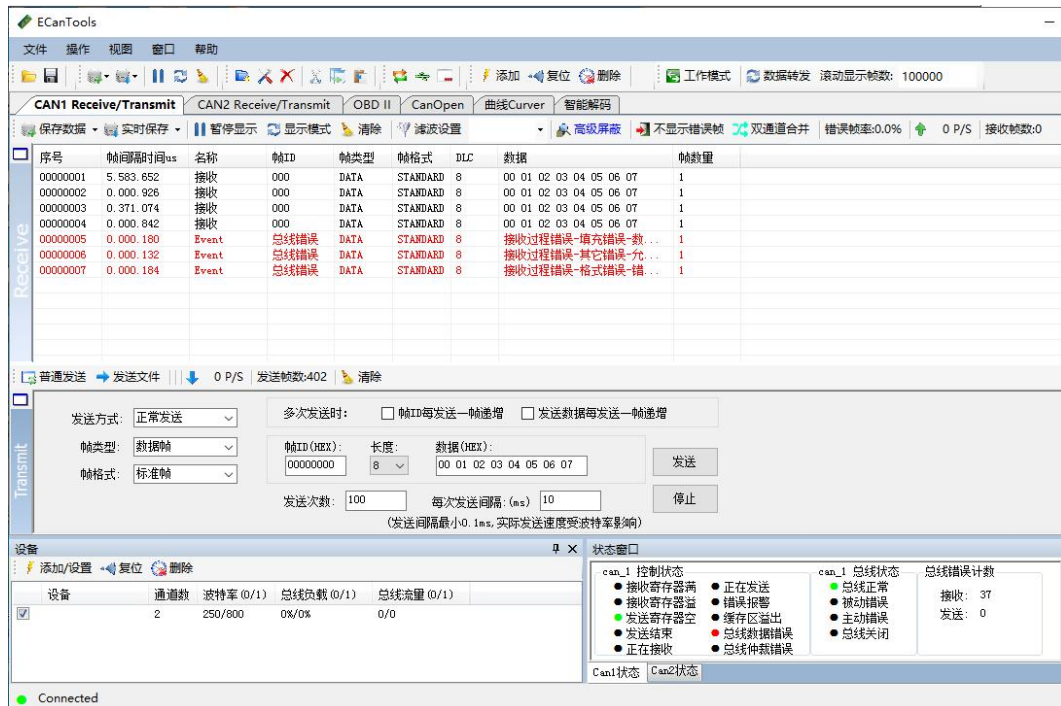 ECanTools
文件 操作 视图 窗口 帮助
添加 复位 删除 工作模式 数据转发 滚动显示帧数: 100000
CAN1 Receive/Transmit CAN2 Receive/Transmit OBD II CanOpen 曲线Curver 智能解码
保存数据 实时保存 暂停显示 显示模式 清除 滤波设置 高级屏蔽 不显示错误帧 双通道合并 错误帧率:0.0% 0 P/S 接收帧数:0
序号 帧间隔时间us 名称 帧ID 帧类型 帧格式 DLC 数据 帧数量
00000001 5.583.652 接收 000 DATA STANDARD 8 00 01 02 03 04 05 06 07 1
00000002 0.000.926 接收 000 DATA STANDARD 8 00 01 02 03 04 05 06 07 1
00000003 0.371.074 接收 000 DATA STANDARD 8 00 01 02 03 04 05 06 07 1
00000004 0.000.842 接收 000 DATA STANDARD 8 00 01 02 03 04 05 06 07 1
00000005 0.000.180 Event 总线错误 DATA STANDARD 8 接收过程错误-填充错误-数... 1
00000006 0.000.132 Event 总线错误 DATA STANDARD 8 接收过程错误-其它错误-允... 1
00000007 0.000.184 Event 总线错误 DATA STANDARD 8 接收过程错误-格式错误-错... 1
Receive
普通发送 发送文件 0 P/S 发送帧数:402 清除
Transmit
发送方式: 正常发送 多次发送时: 帧ID每发送一帧递增 发送数据每发送一帧递增
帧类型: 数据帧 帧ID(HEX): 长度: 数据(HEX):
00000000 8 00 01 02 03 04 05 06 07 发送
帧格式: 标准帧
发送次数: 100 每次发送间隔:(ms) 10 停止
(发送间隔最小0.1ms,实际发送速度受波特率影响)
设备
添加/设置 复位 删除
设备 通道数 波特率(0/1) 总线负载(0/1) 总线流量(0/1)
2 250/800 0%/0% 0/0
状态窗口
can_1 控制状态 can_1 总线状态 总线错误计数
接收寄存器满 正在发送 总线正常 接收: 37
接收寄存器溢 错误报警 被动错误
发送寄存器空 缓存区溢出 主动错误 发送: 0
发送结束 总线数据错误 总线关闭
正在接收 总线仲裁错误
Can1状态 Can2状态
Connected